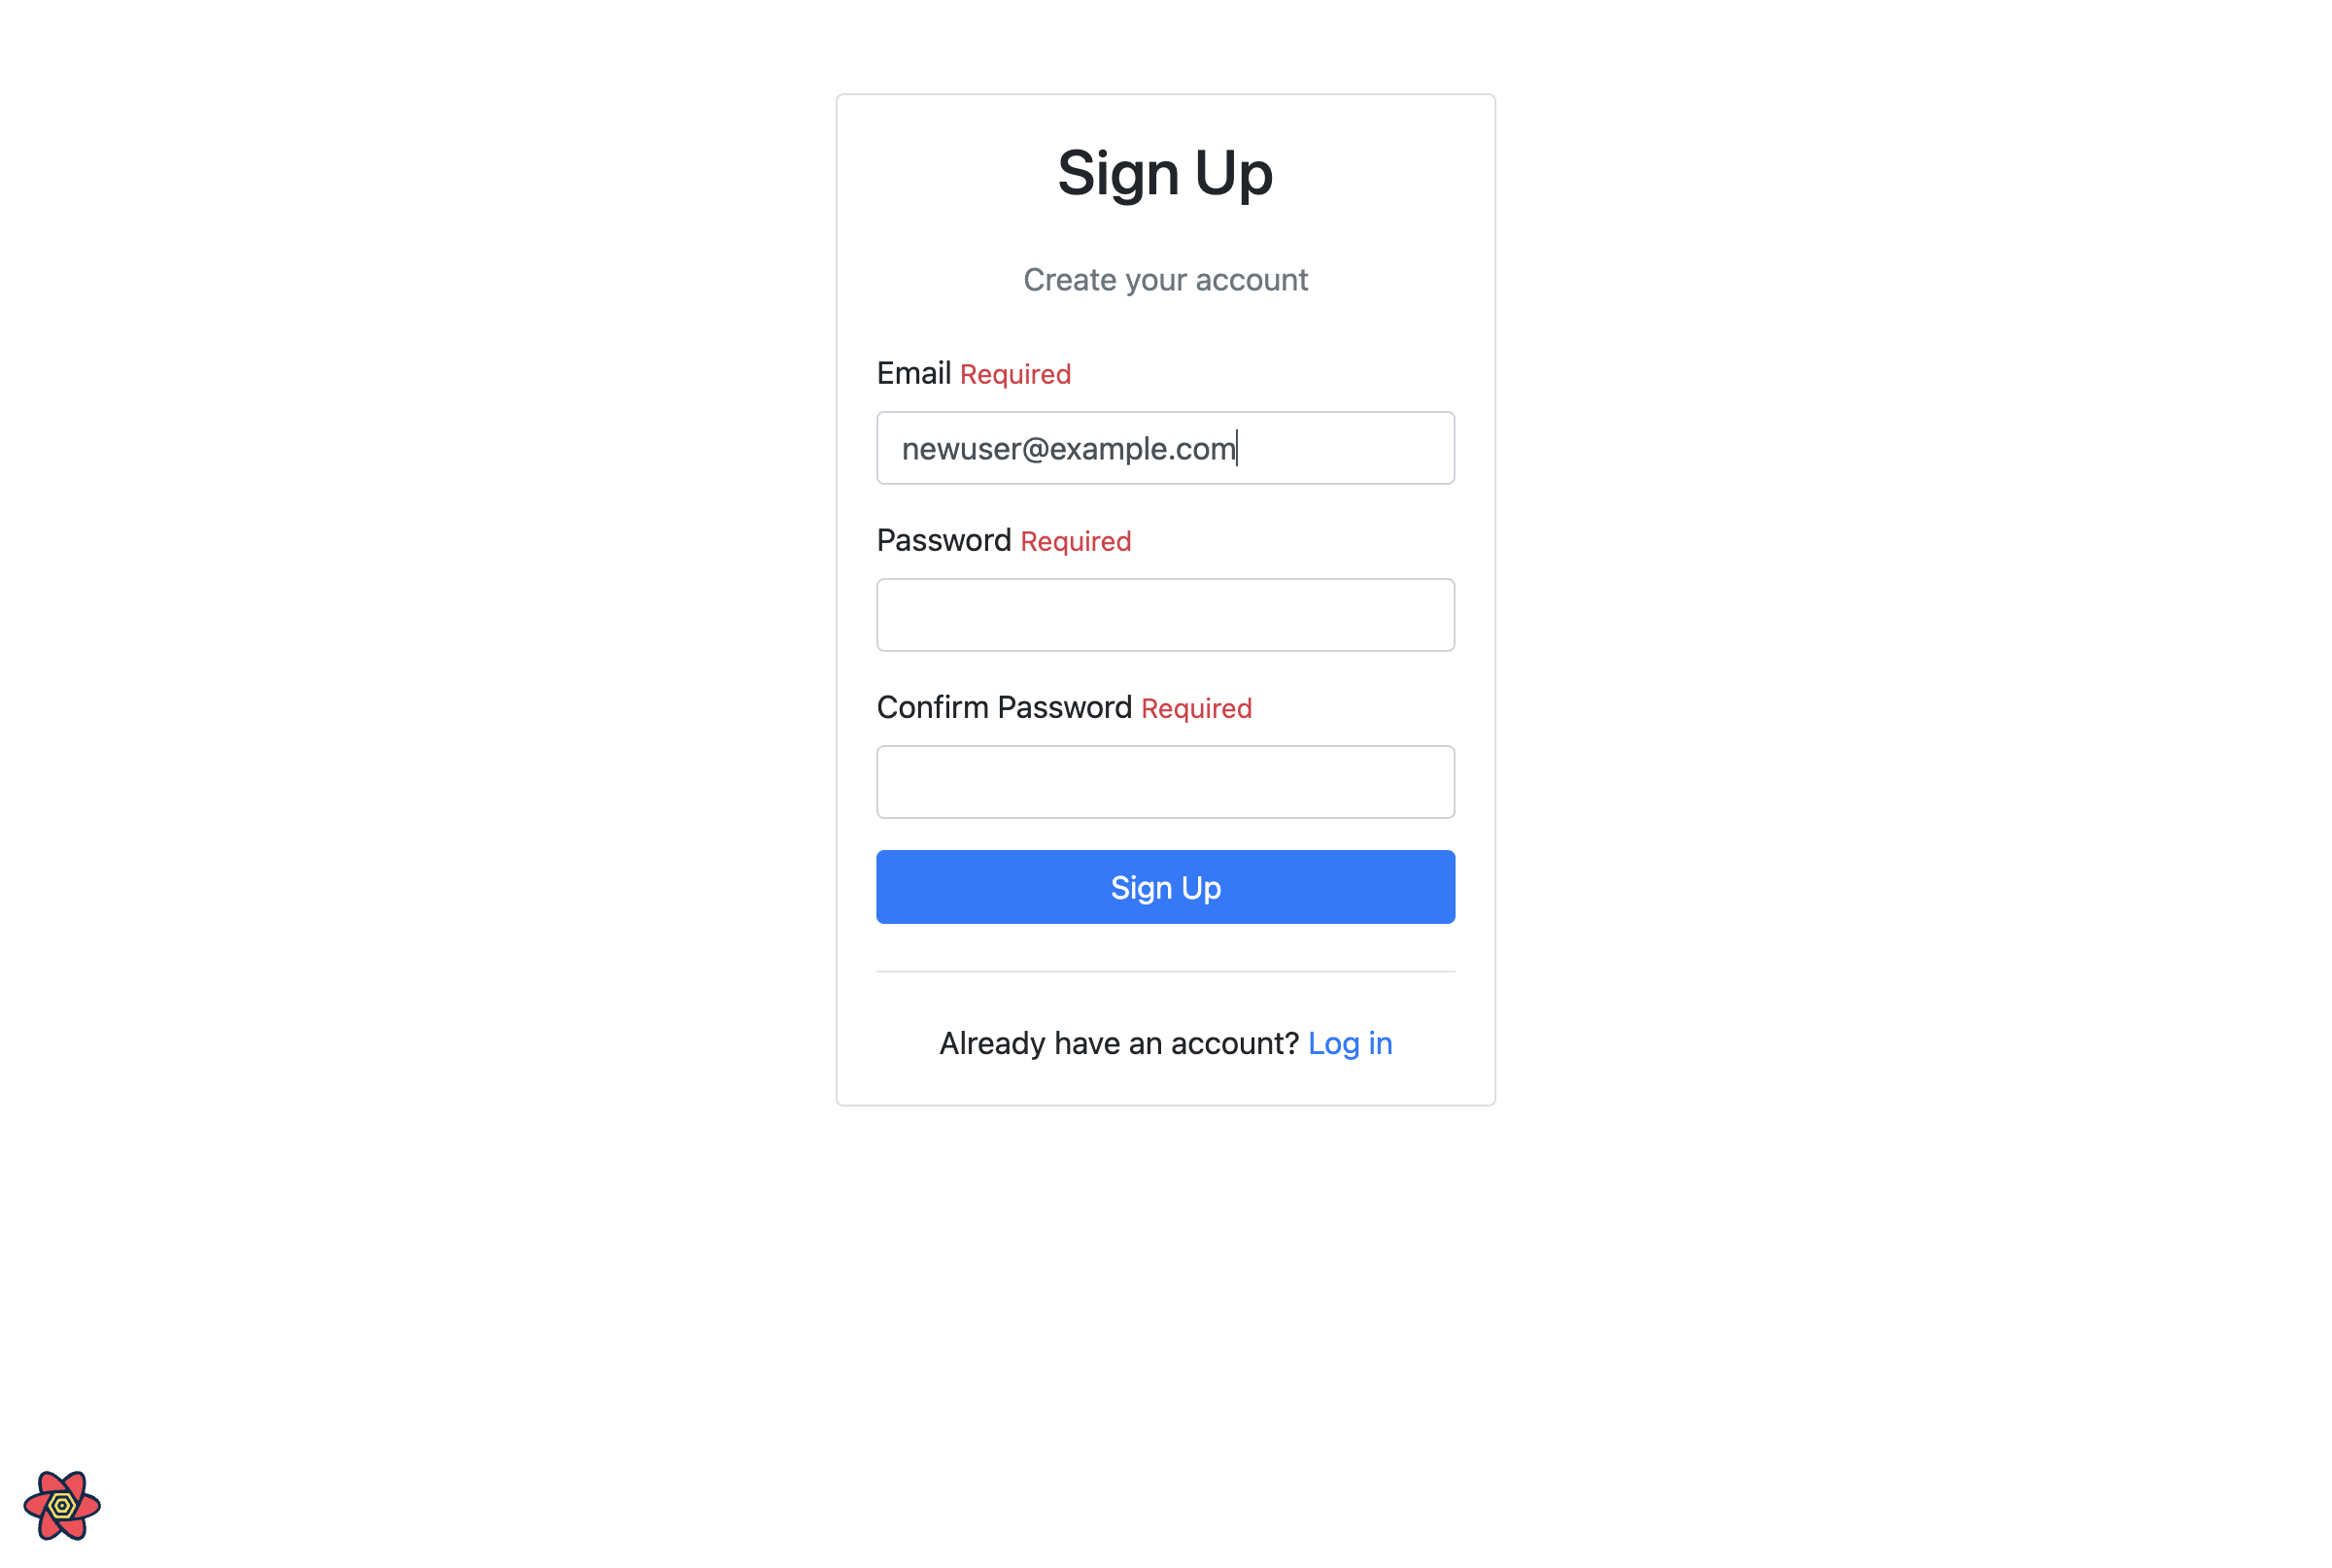 Sign Up
Create your account
Email Required
newuser@example.com
Password Required
Confirm Password Required
Sign Up
Already have an account? Log in